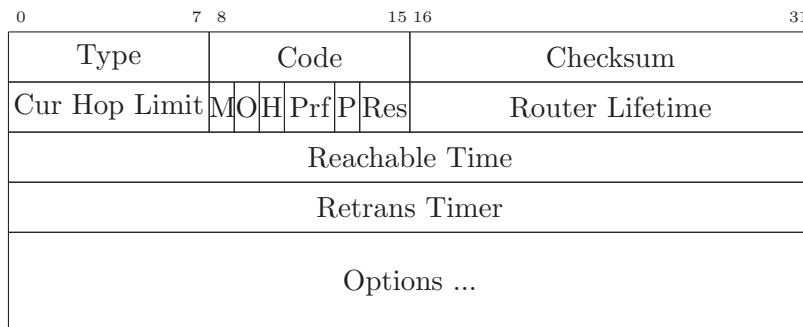 0 7 8 15 16 31
Type Code Checksum
Cur Hop Limit M O H Prf P Res Router Lifetime
Reachable Time
Retrans Timer
Options ...